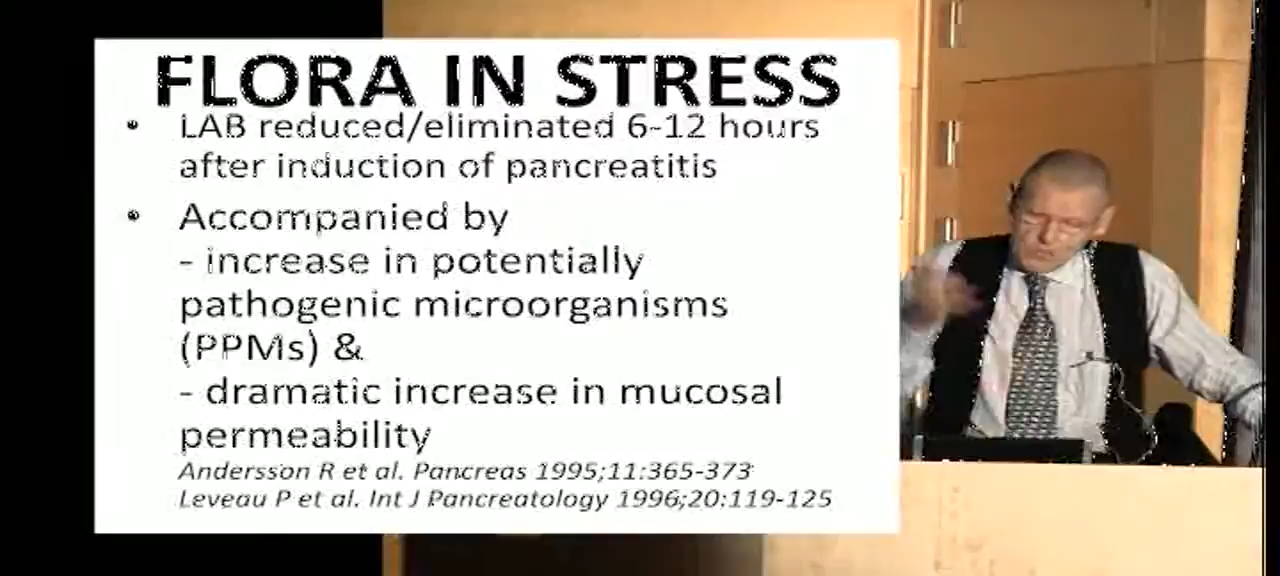 FLORA IN STRESS
• LAB reduced/eliminated 6-12 hours
after induction of pancreatitis
• Accompanied by
- increase in potentially
pathogenic microorganisms
(PPMs) &
- dramatic increase in mucosal
permeability
Andersson R et al. Pancreas 1995;11:365-373
Leveau P et al. Int J Pancreatology 1996;20:119-125